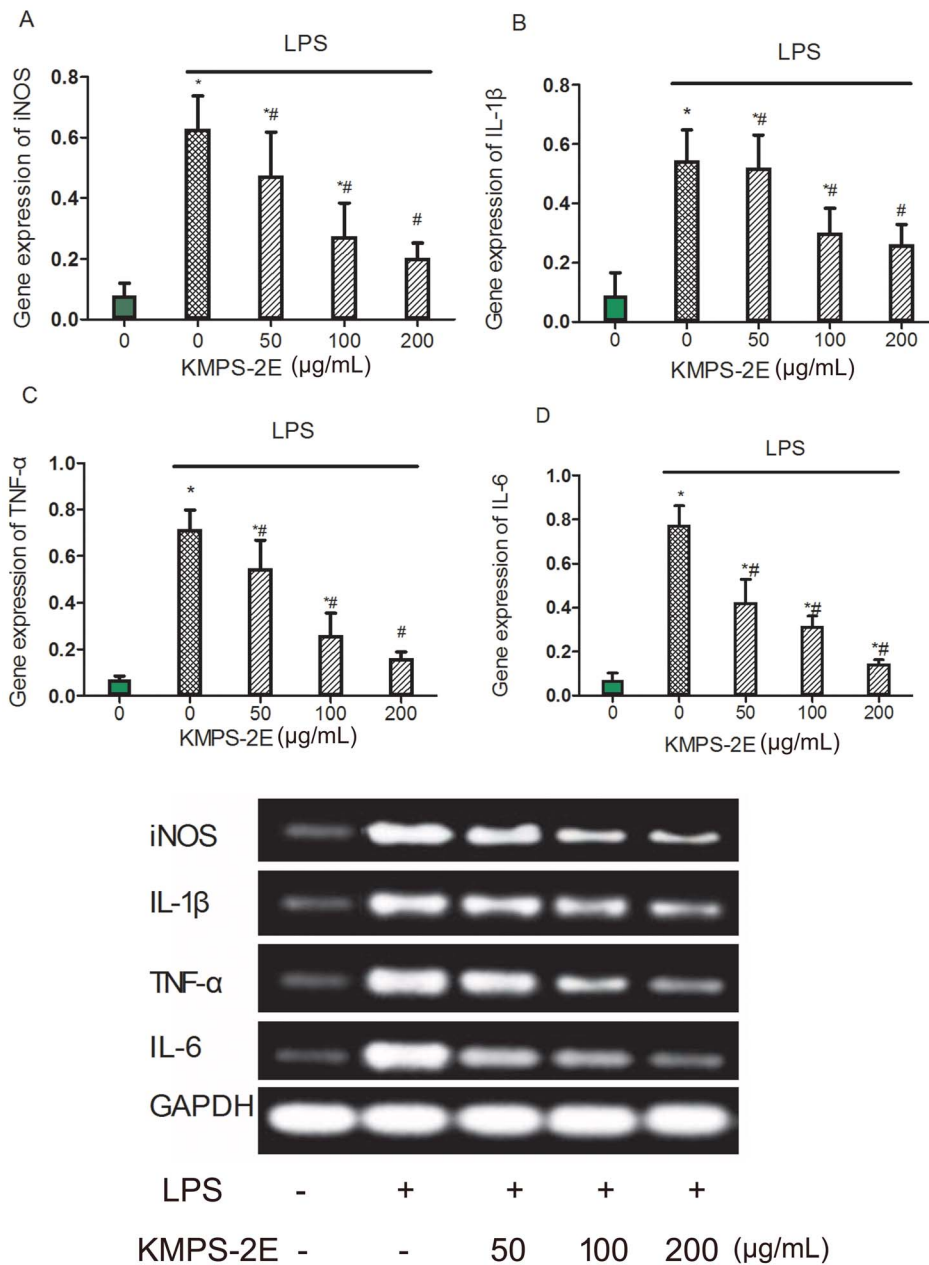 A
LPS
Gene expression of iNOS
0.8
0.6
0.4
0.2
0.0
*
*#
*#
#
0 0 50 100 200
KMPS-2E (µg/mL)
B
LPS
Gene expression of IL-1β
0.8
0.6
0.4
0.2
0.0
*
*#
*#
#
0 0 50 100 200
KMPS-2E (µg/mL)
C
LPS
Gene expression of TNF-α
1.0
0.8
0.6
0.4
0.2
0.0
*
*#
*#
#
0 0 50 100 200
KMPS-2E (µg/mL)
D
LPS
Gene expression of IL-6
1.0
0.8
0.6
0.4
0.2
0.0
*
*#
*#
*#
0 0 50 100 200
KMPS-2E (µg/mL)
iNOS
IL-1β
TNF-α
IL-6
GAPDH
LPS - + + + +
KMPS-2E - - 50 100 200 (µg/mL)